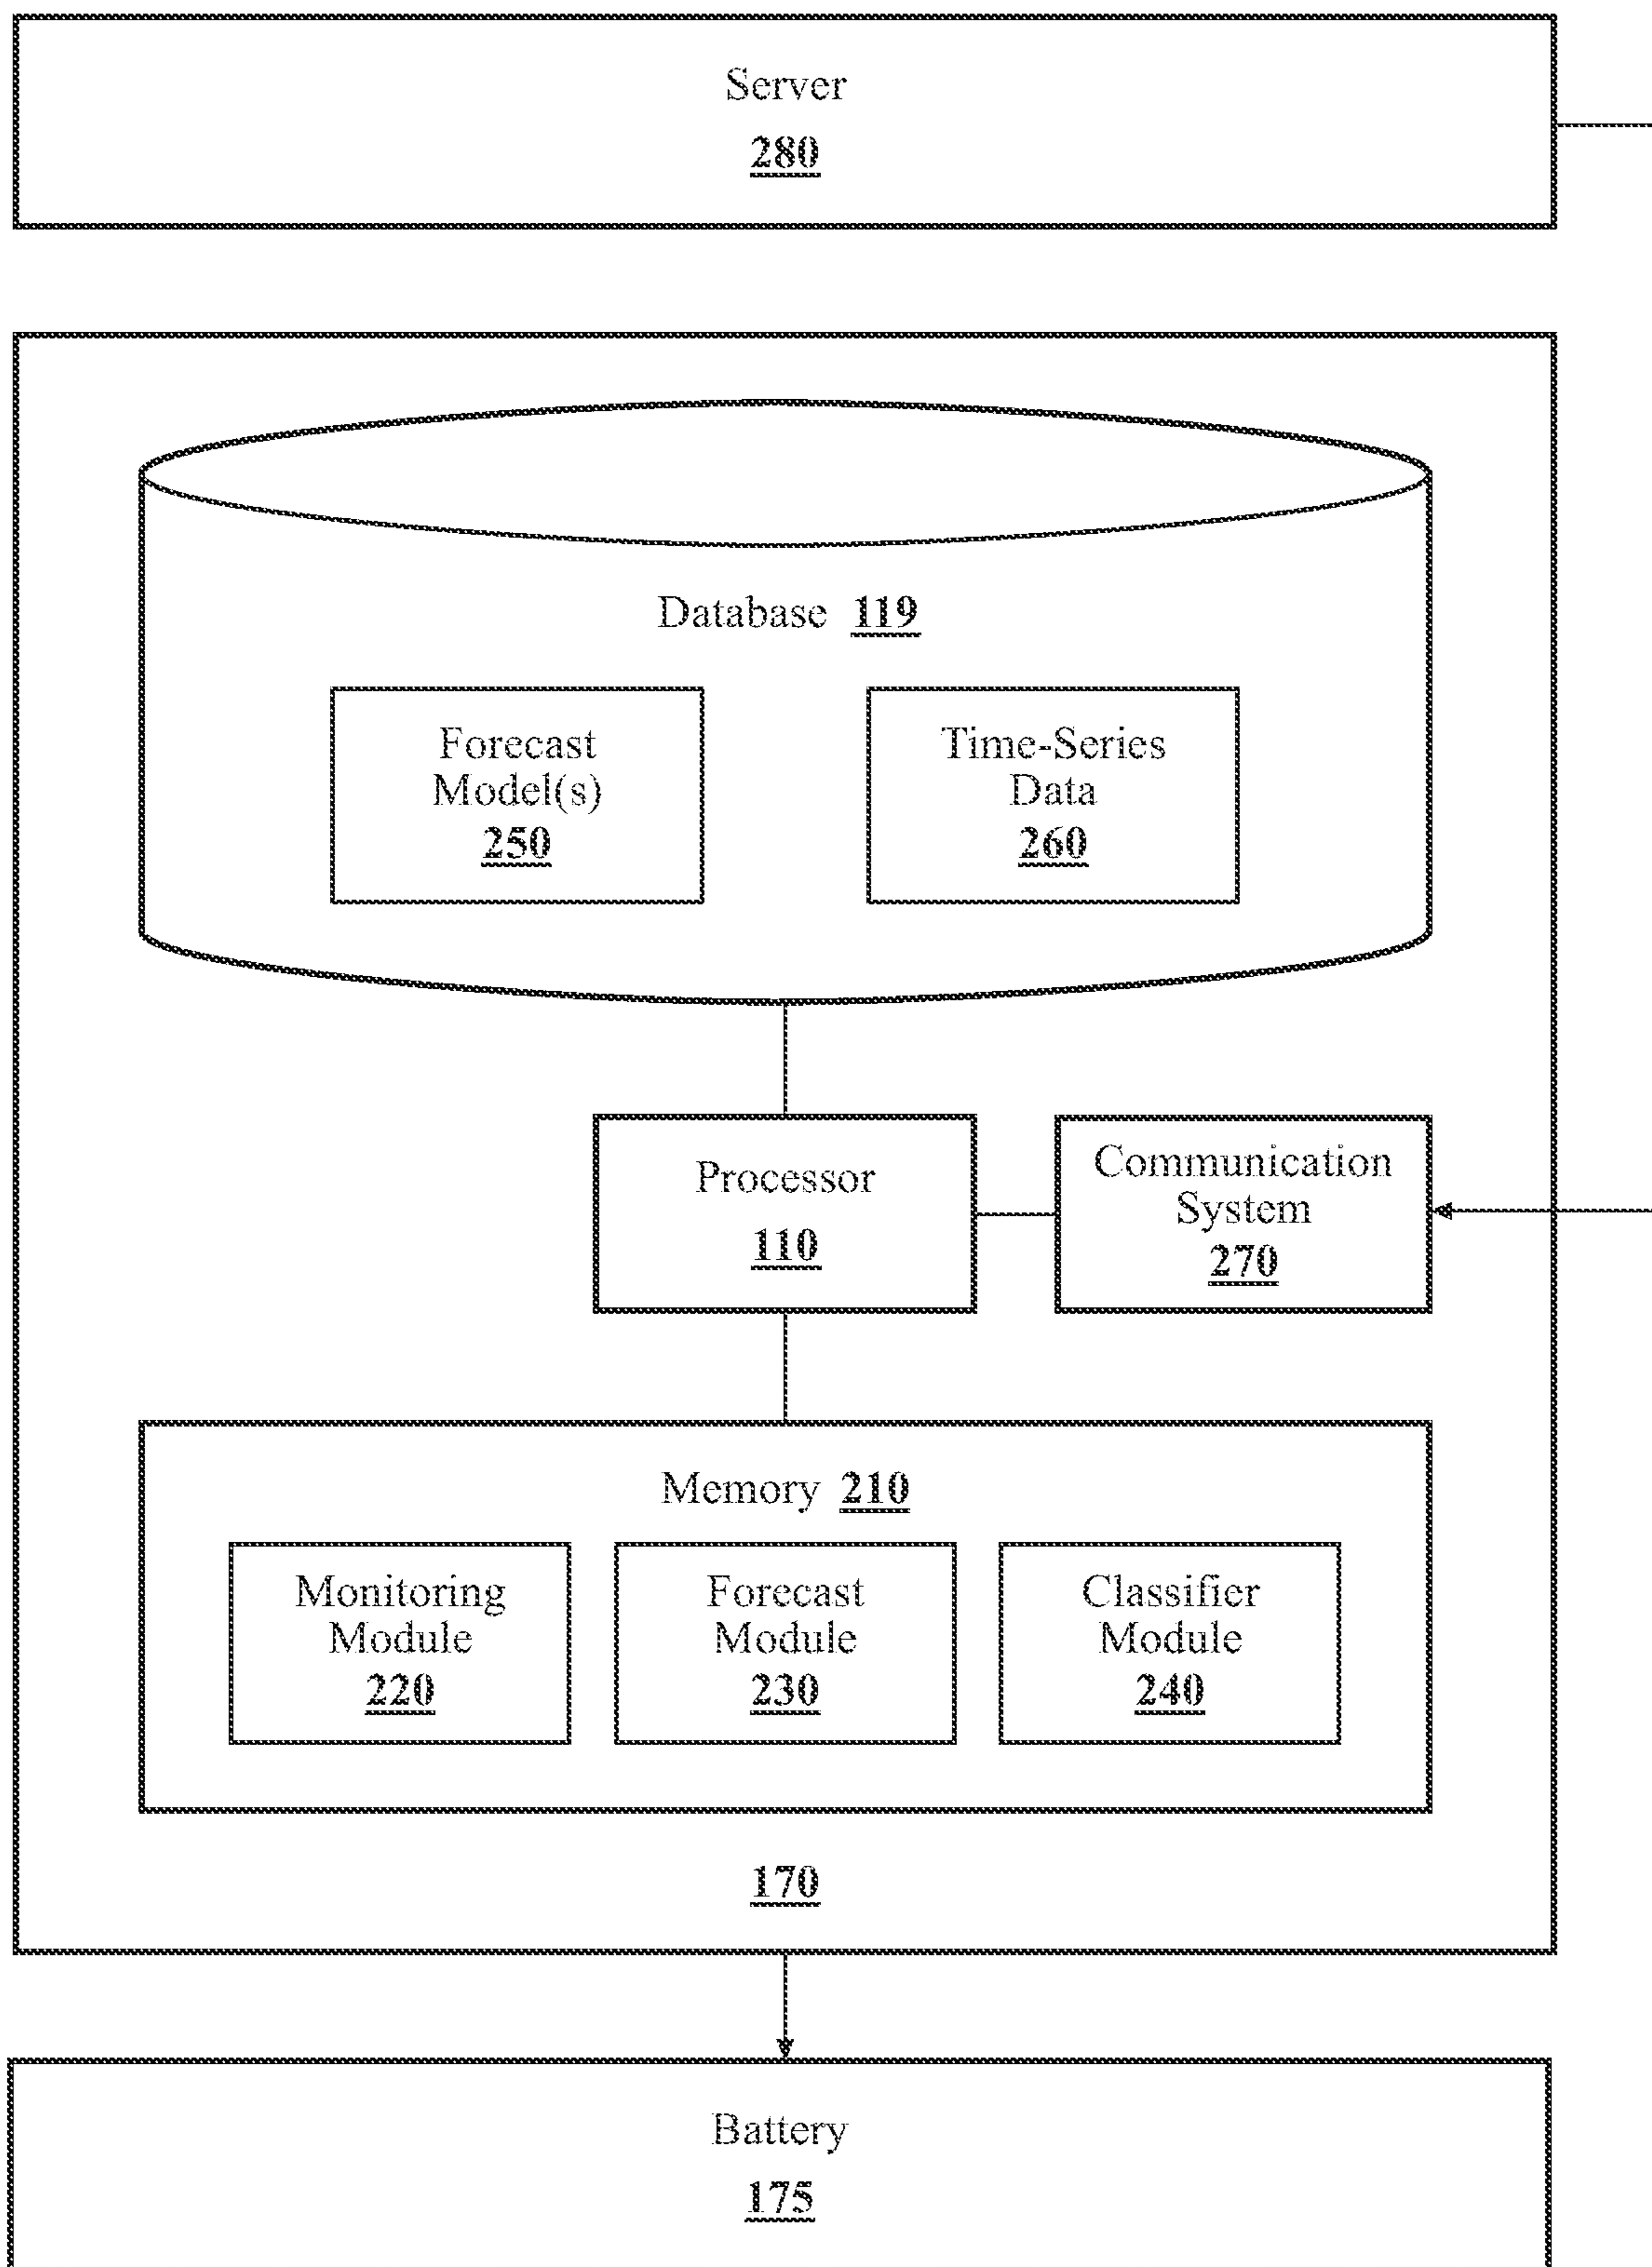 Server
280
Database 119
Forecast
Model(s)
250
Time-Series
Data
260
Processor
110
Communication
System
270
Memory 210
Monitoring
Module
220
Forecast
Module
230
Classifier
Module
240
170
Battery
175